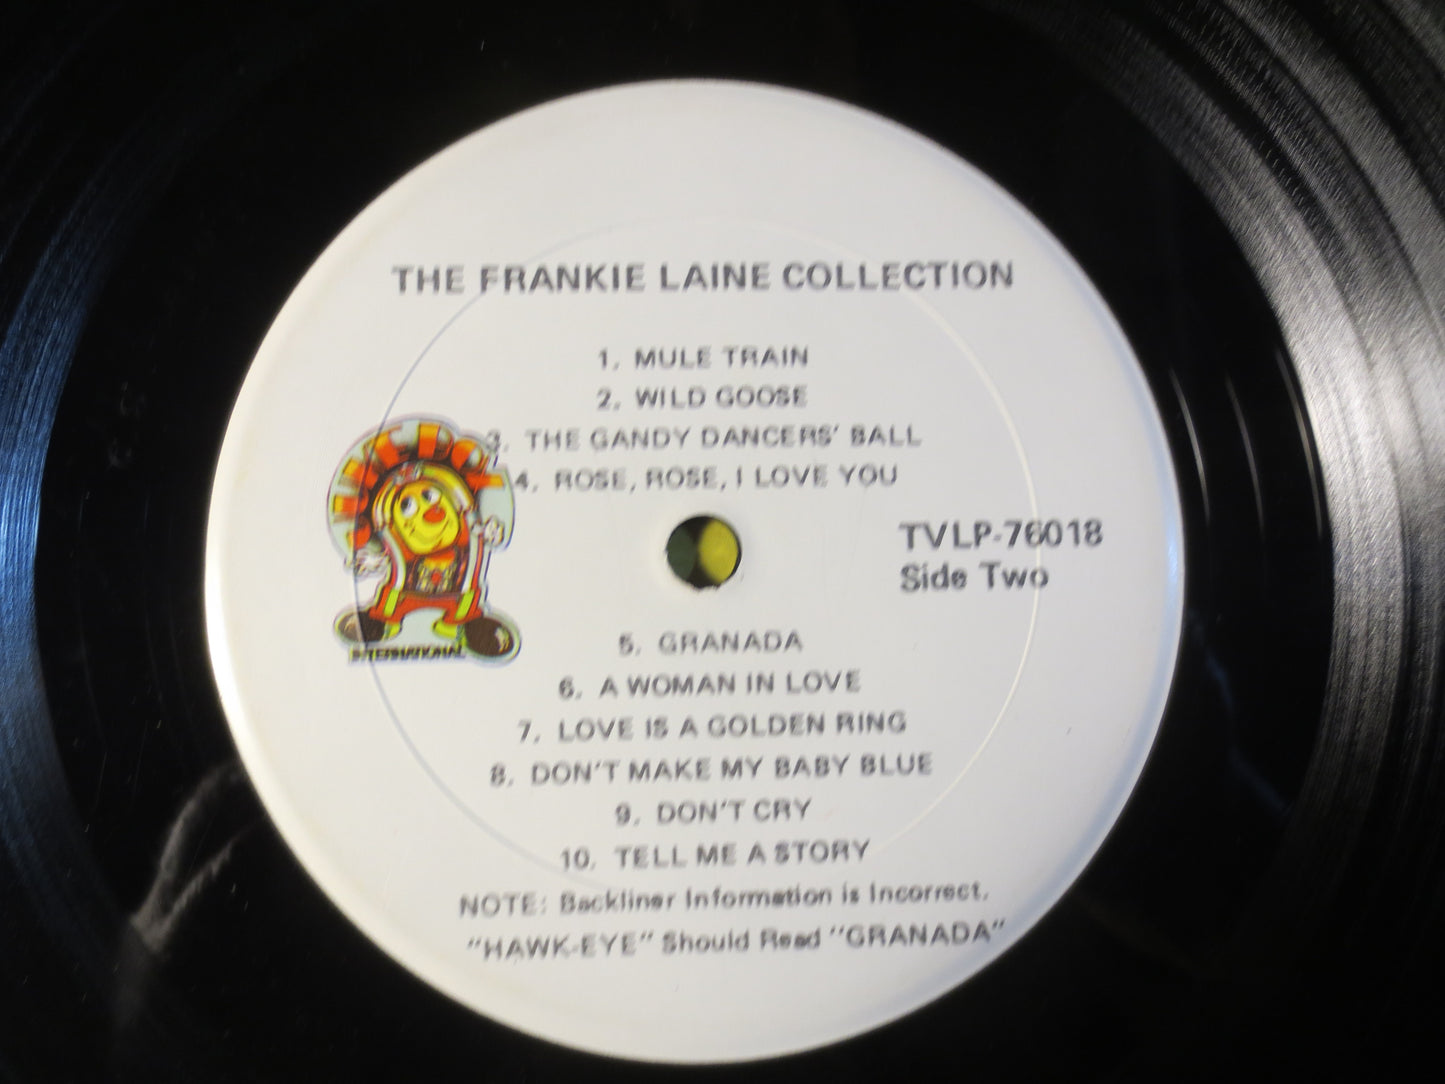 THE FRANKIE LAINE COLLECTION
1. MULE TRAIN
2. WILD GOOSE
3. THE GANDY DANCERS' BALL
4. ROSE, ROSE, I LOVE YOU
TVLP-76018
Side Two
INTERNATIONAL
5. GRANADA
6. A WOMAN IN LOVE
7. LOVE IS A GOLDEN RING
8. DON'T MAKE MY BABY BLUE
9. DON'T CRY
10. TELL ME A STORY
NOTE: Backliner Information is Incorrect.
"HAWK-EYE" Should Read "GRANADA"